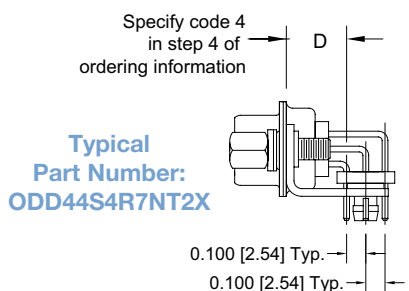 Specify code 4
in step 4 of
ordering information
D
Typical
Part Number:
ODD44S4R7NT2X
0.100 [2.54] Typ.
0.100 [2.54] Typ.